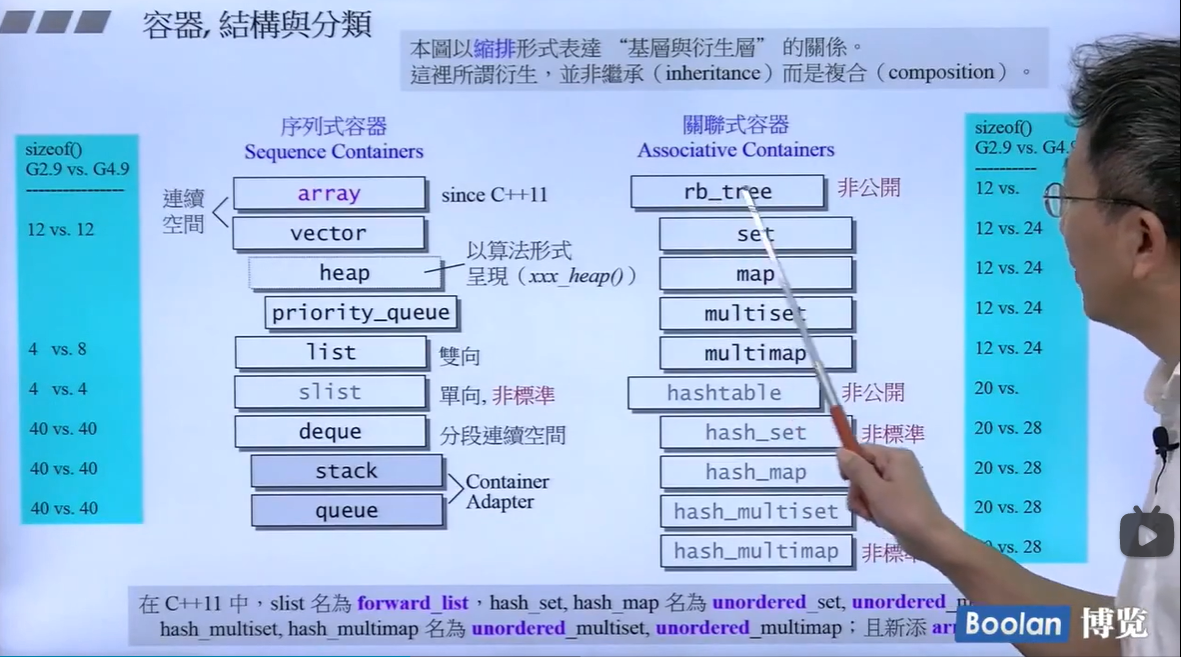 容器, 結構與分類
本圖以縮排形式表達 “基層與衍生層” 的關係。
這裡所謂衍生，並非繼承（inheritance）而是複合（composition）。
sizeof()
G2.9 vs. G4.9
----------------
12 vs. 12
4 vs. 8
4 vs. 4
40 vs. 40
40 vs. 40
40 vs. 40
序列式容器
Sequence Containers
連續
空間
array
since C++11
vector
heap
以算法形式
呈現（xxx_heap()）
priority_queue
list
雙向
slist
單向, 非標準
deque
分段連續空間
stack
queue
Container
Adapter
關聯式容器
Associative Containers
rb_tree
非公開
set
map
multiset
multimap
hashtable
非公開
hash_set
非標準
hash_map
hash_multiset
hash_multimap
非標
sizeof()
G2.9 vs. G4.9
----------
12 vs.
12 vs. 24
12 vs. 24
12 vs. 24
12 vs. 24
20 vs.
20 vs. 28
20 vs. 28
20 vs. 28
vs. 28
在 C++11 中，slist 名為 forward_list，hash_set, hash_map 名為 unordered_set, unordered_
hash_multiset, hash_multimap 名為 unordered_multiset, unordered_multimap；且新添
Boolan 博览